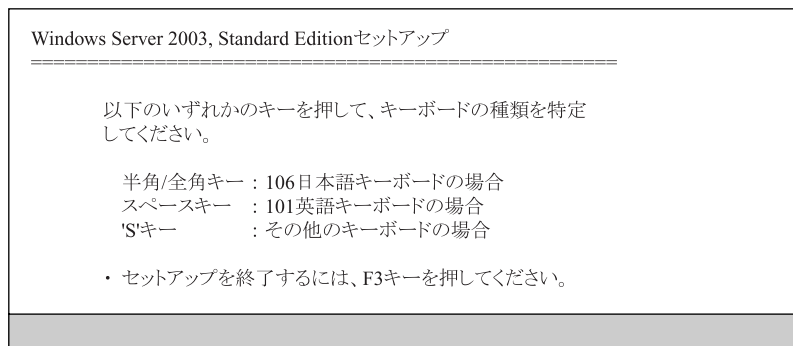 Windows Server 2003, Standard Editionセットアップ
====================================================
以下のいずれかのキーを押して、キーボードの種類を特定
してください。
半角/全角キー : 106日本語キーボードの場合
スペースキー : 101英語キーボードの場合
'S'キー : その他のキーボードの場合
・ セットアップを終了するには、F3キーを押してください。